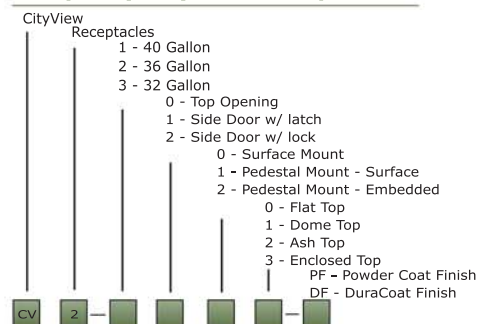 CityView
Receptacles
1 - 40 Gallon
2 - 36 Gallon
3 - 32 Gallon
0 - Top Opening
1 - Side Door w/ latch
2 - Side Door w/ lock
0 - Surface Mount
1 - Pedestal Mount - Surface
2 - Pedestal Mount - Embedded
0 - Flat Top
1 - Dome Top
2 - Ash Top
3 - Enclosed Top
PF - Powder Coat Finish
DF - DuraCoat Finish
CV 2 — —